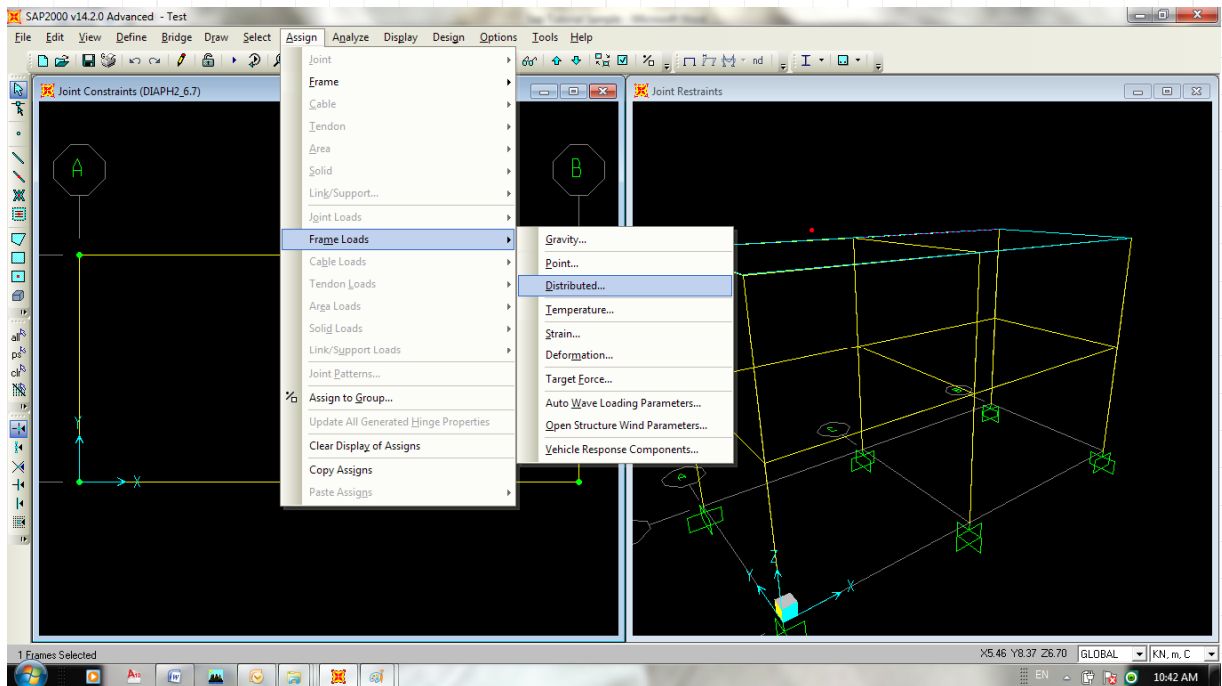 SAP2000 v14.2.0 Advanced - Test
File Edit View Define Bridge Draw Select Assign Analyze Display Design Options Tools Help
nd
Joint Constraints (DIAPH2_6.7)
Joint Restraints
Joint
Frame
Cable
Tendon
Area
Solid
Link/Support...
Joint Loads
Frame Loads
Cable Loads
Tendon Loads
Area Loads
Solid Loads
Link/Support Loads
Joint Patterns...
Assign to Group...
Update All Generated Hinge Properties
Clear Display of Assigns
Copy Assigns
Paste Assigns
Gravity...
Point...
Distributed...
Temperature...
Strain...
Deformation...
Target Force...
Auto Wave Loading Parameters...
Open Structure Wind Parameters...
Vehicle Response Components...
all
ps
clr
A
B
Y
X
A
C
B
Z
Y
X
1 Frames Selected
X5.46 Y8.37 Z6.70
GLOBAL
KN, m, C
EN
10:42 AM